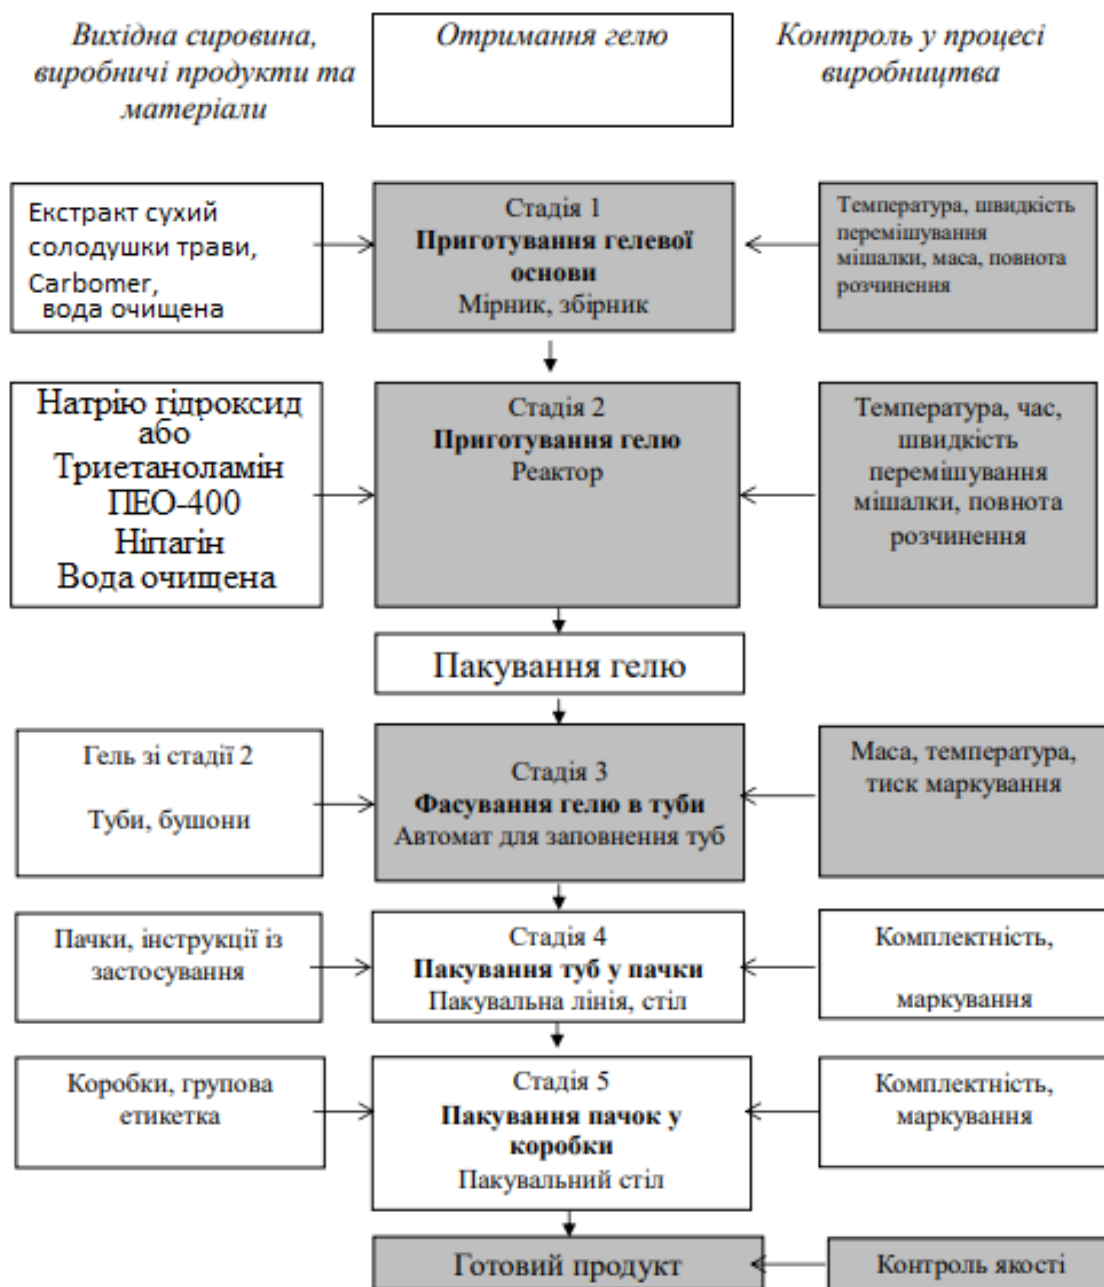 Вихідна сировина,
виробничі продукти та
матеріали
Отримання гелю
Контроль у процесі
виробництва
Екстракт сухий
солодушки трави,
Carbomer,
вода очищена
Стадія 1
Приготування гелевої
основи
Мірник, збірник
Температура, швидкість
перемішування
мішалки, маса, повнота
розчинення
Натрію гідроксид
або
Триетаноламін
ПЕО-400
Ніпагін
Вода очищена
Стадія 2
Приготування гелю
Реактор
Температура, час,
швидкість
перемішування
мішалки, повнота
розчинення
Пакування гелю
Гель зі стадії 2
Туби, бушони
Стадія 3
Фасування гелю в туби
Автомат для заповнення туб
Маса, температура,
тиск маркування
Пачки, інструкції із
застосування
Стадія 4
Пакування туб у пачки
Пакувальна лінія, стіл
Комплектність,
маркування
Коробки, групова
етикетка
Стадія 5
Пакування пачок у
коробки
Пакувальний стіл
Комплектність,
маркування
Готовий продукт
Контроль якості